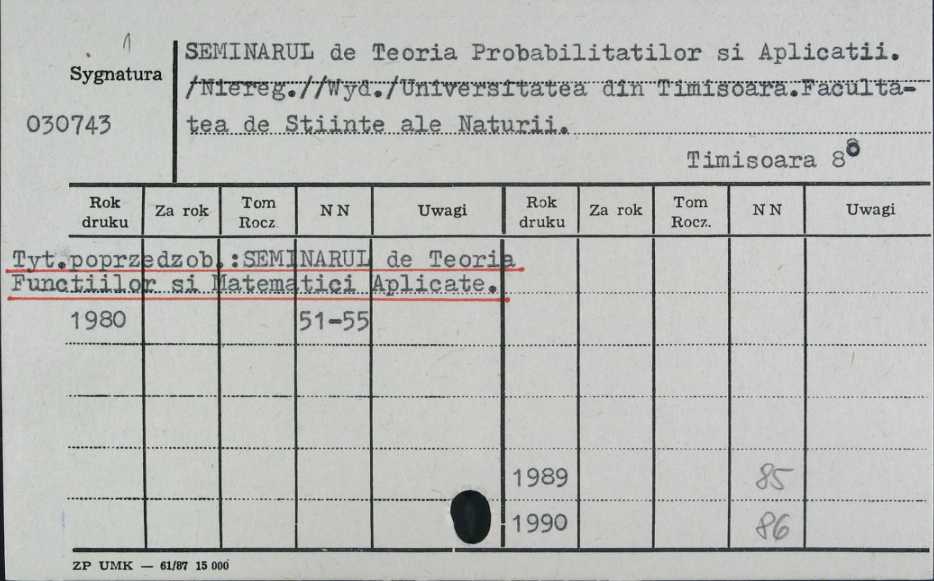 1
Sygnatura
030743
SEMINARUL de Teoria Probabilitatilor si Aplicatii.
/Niereg.//Wyd./Universitatea din Timisoara.Faculta-
tea de Stiinte ale Naturii.
Timisoara 88
Rok druku Za rok Tom Rocz. NN Uwagi Rok druku Za rok Tom Rocz. NN Uwagi
Tyt.poprzedzob.:SEMINARUL de Teoria
Functiilor si Matematici Aplicate.
1980 51-55
1989 85
1990 86
ZP UMK — 61/87 15 000